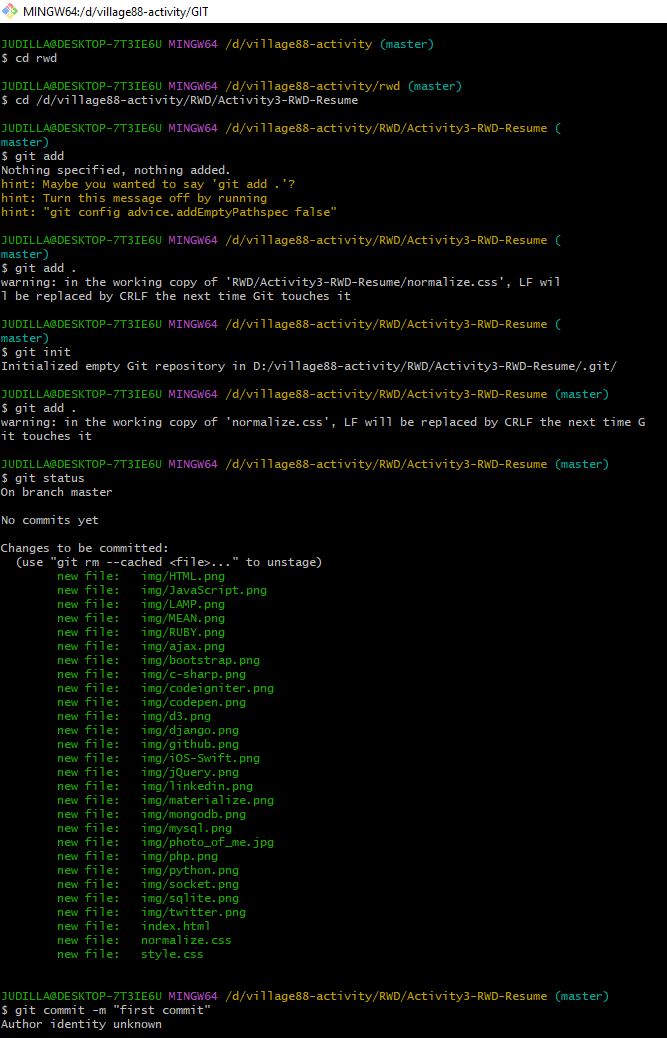 MINGW64:/d/village88-activity/GIT
JUDILLA@DESKTOP-7T3IE6U MINGW64 /d/village88-activity (master)
$ cd rwd
JUDILLA@DESKTOP-7T3IE6U MINGW64 /d/village88-activity/rwd (master)
$ cd /d/village88-activity/RWD/Activity3-RWD-Resume
JUDILLA@DESKTOP-7T3IE6U MINGW64 /d/village88-activity/RWD/Activity3-RWD-Resume (
master)
$ git add
Nothing specified, nothing added.
hint: Maybe you wanted to say 'git add .'?
hint: Turn this message off by running
hint: "git config advice.addEmptyPathspec false"
JUDILLA@DESKTOP-7T3IE6U MINGW64 /d/village88-activity/RWD/Activity3-RWD-Resume (
master)
$ git add .
warning: in the working copy of 'RWD/Activity3-RWD-Resume/normalize.css', LF wil
l be replaced by CRLF the next time Git touches it
JUDILLA@DESKTOP-7T3IE6U MINGW64 /d/village88-activity/RWD/Activity3-RWD-Resume (
master)
$ git init
Initialized empty Git repository in D:/village88-activity/RWD/Activity3-RWD-Resume/.git/
JUDILLA@DESKTOP-7T3IE6U MINGW64 /d/village88-activity/RWD/Activity3-RWD-Resume (master)
$ git add .
warning: in the working copy of 'normalize.css', LF will be replaced by CRLF the next time G
it touches it
JUDILLA@DESKTOP-7T3IE6U MINGW64 /d/village88-activity/RWD/Activity3-RWD-Resume (master)
$ git status
On branch master
No commits yet
Changes to be committed:
(use "git rm --cached <file>..." to unstage)
new file: img/HTML.png
new file: img/JavaScript.png
new file: img/LAMP.png
new file: img/MEAN.png
new file: img/RUBY.png
new file: img/ajax.png
new file: img/bootstrap.png
new file: img/c-sharp.png
new file: img/codeigniter.png
new file: img/codepen.png
new file: img/d3.png
new file: img/django.png
new file: img/github.png
new file: img/iOS-Swift.png
new file: img/jQuery.png
new file: img/linkedin.png
new file: img/materialize.png
new file: img/mongodb.png
new file: img/mysql.png
new file: img/photo_of_me.jpg
new file: img/php.png
new file: img/python.png
new file: img/socket.png
new file: img/sqlite.png
new file: img/twitter.png
new file: index.html
new file: normalize.css
new file: style.css
JUDILLA@DESKTOP-7T3IE6U MINGW64 /d/village88-activity/RWD/Activity3-RWD-Resume (master)
$ git commit -m "first commit"
Author identity unknown